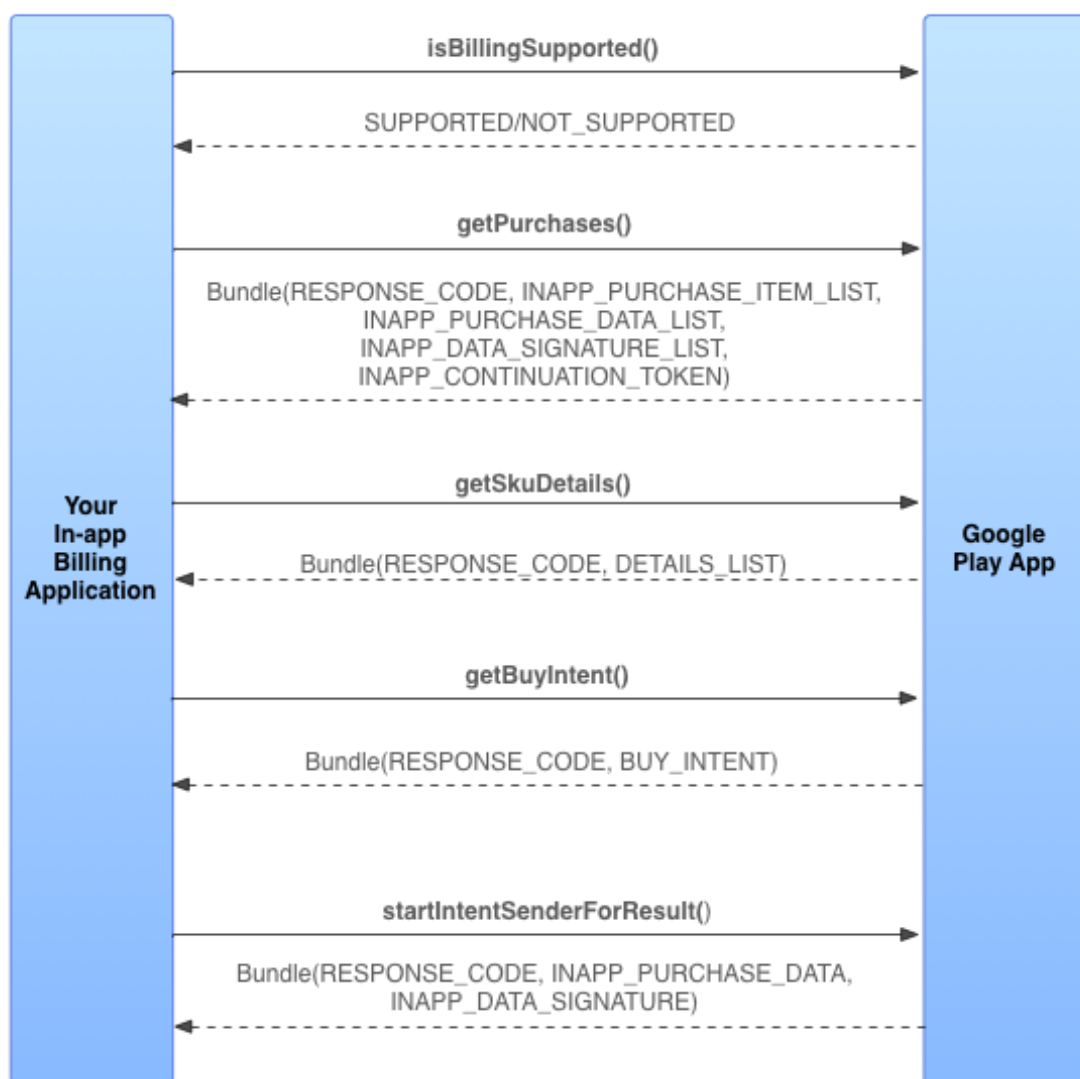 isBillingSupported()
SUPPORTED/NOT_SUPPORTED
getPurchases()
Bundle(RESPONSE_CODE, INAPP_PURCHASE_ITEM_LIST,
INAPP_PURCHASE_DATA_LIST,
INAPP_DATA_SIGNATURE_LIST,
INAPP_CONTINUATION_TOKEN)
getSkuDetails()
Your
In-app
Billing
Application
Google
Play App
Bundle(RESPONSE_CODE, DETAILS_LIST)
getBuyIntent()
Bundle(RESPONSE_CODE, BUY_INTENT)
startIntentSenderForResult()
Bundle(RESPONSE_CODE, INAPP_PURCHASE_DATA,
INAPP_DATA_SIGNATURE)